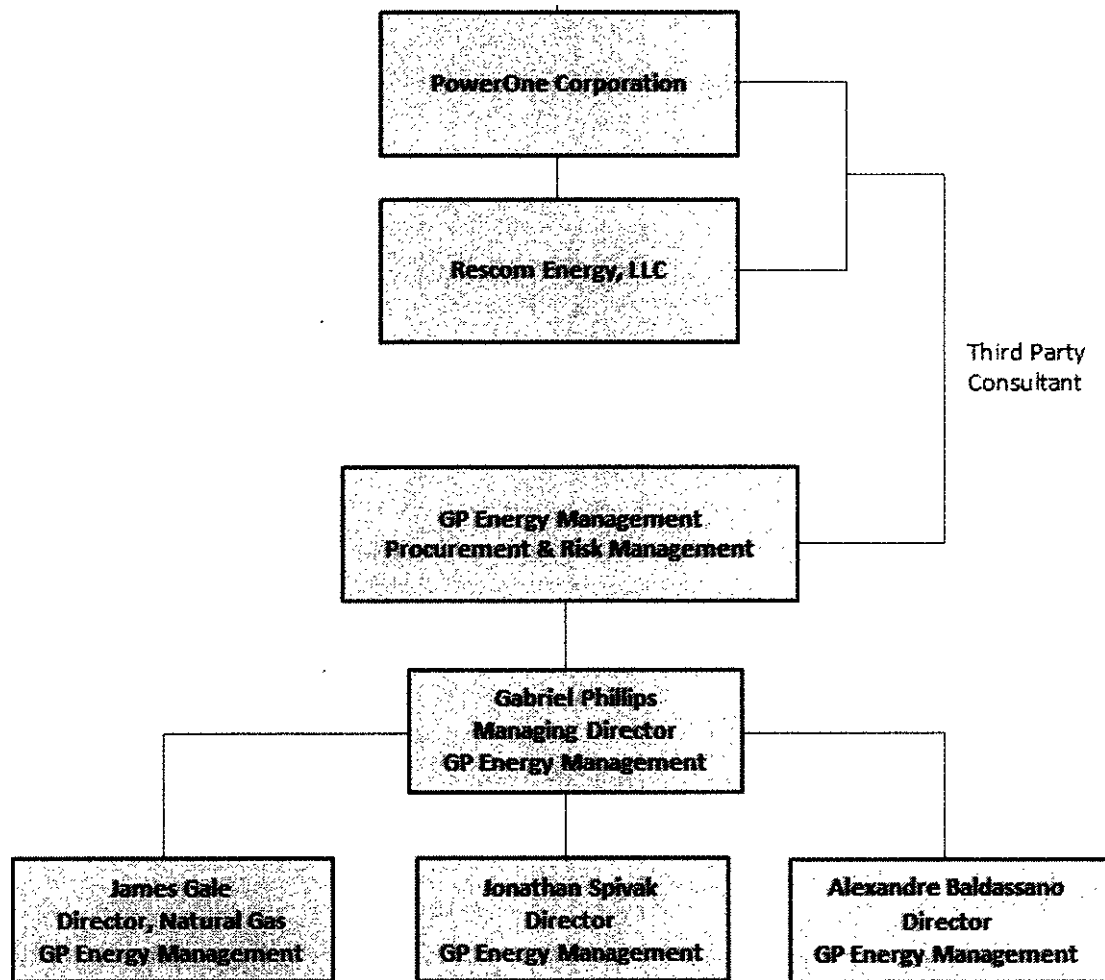 PowerOne Corporation
Rescom Energy, LLC
Third Party
Consultant
GP Energy Management
Procurement & Risk Management
Gabriel Phillips
Managing Director
GP Energy Management
James Gale
Director, Natural Gas
GP Energy Management
Jonathan Spivak
Director
GP Energy Management
Alexandre Baldassano
Director
GP Energy Management